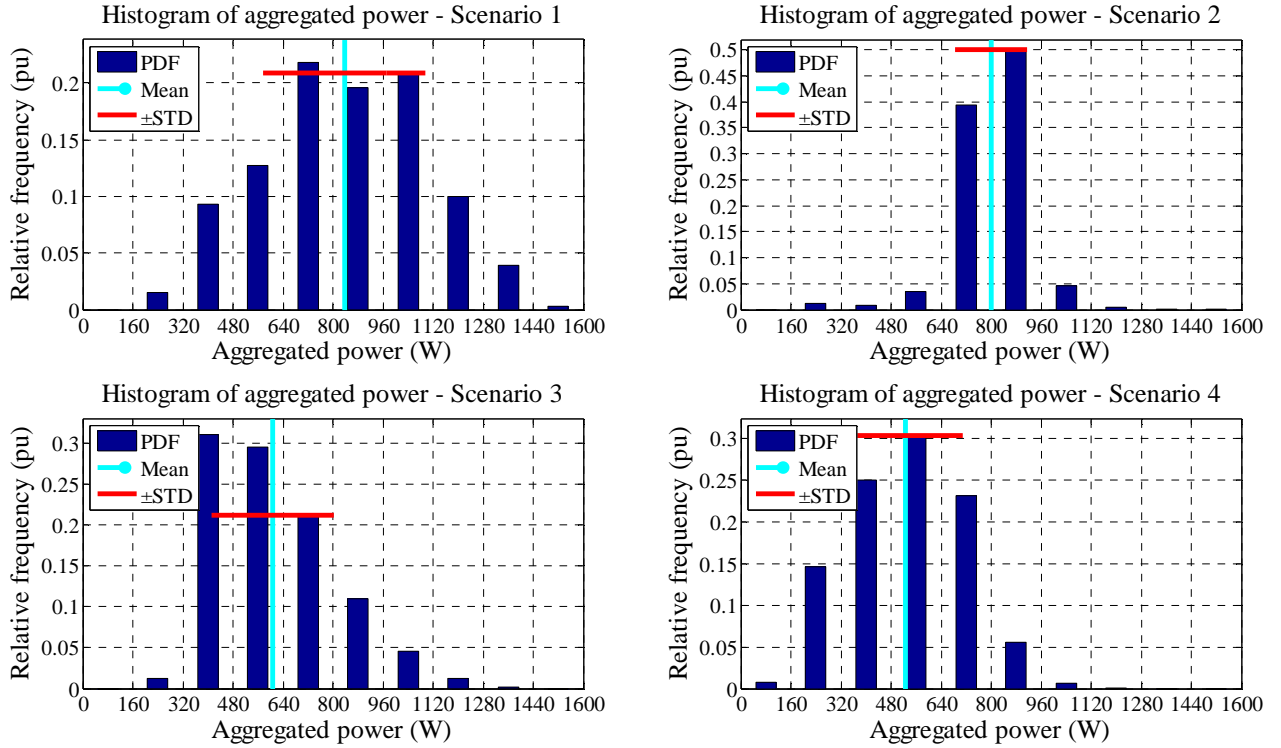 Histogram of aggregated power - Scenario 1
Relative frequency (pu)
0.2
0.15
0.1
0.05
0
PDF
Mean
±STD
0 160 320 480 640 800 960 1120 1280 1440 1600
Aggregated power (W)
Histogram of aggregated power - Scenario 2
Relative frequency (pu)
0.5
0.45
0.4
0.35
0.3
0.25
0.2
0.15
0.1
0.05
0
PDF
Mean
±STD
0 160 320 480 640 800 960 1120 1280 1440 1600
Aggregated power (W)
Histogram of aggregated power - Scenario 3
Relative frequency (pu)
0.3
0.25
0.2
0.15
0.1
0.05
0
PDF
Mean
±STD
0 160 320 480 640 800 960 1120 1280 1440 1600
Aggregated power (W)
Histogram of aggregated power - Scenario 4
Relative frequency (pu)
0.3
0.25
0.2
0.15
0.1
0.05
0
PDF
Mean
±STD
0 160 320 480 640 800 960 1120 1280 1440 1600
Aggregated power (W)